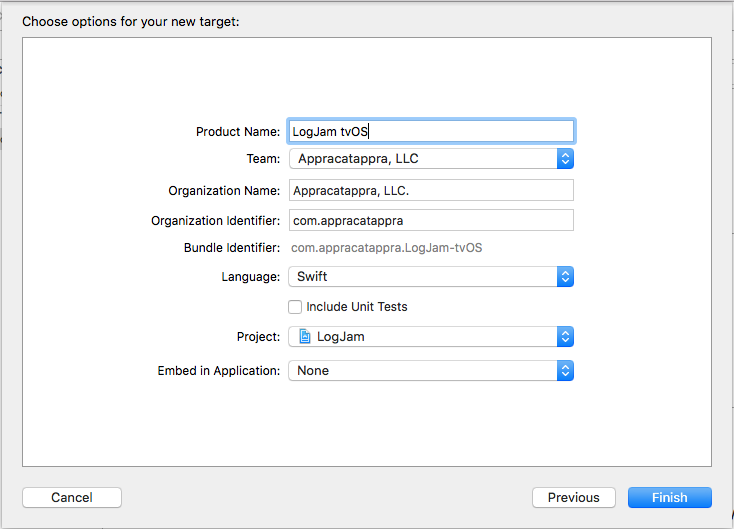 Choose options for your new target:
Product Name: LogJam tvOS
Team: Appracatappra, LLC
Organization Name: Appracatappra, LLC.
Organization Identifier: com.appracatappra
Bundle Identifier: com.appracatappra.LogJam-tvOS
Language: Swift
Include Unit Tests
Project: LogJam
Embed in Application: None
Cancel Previous Finish